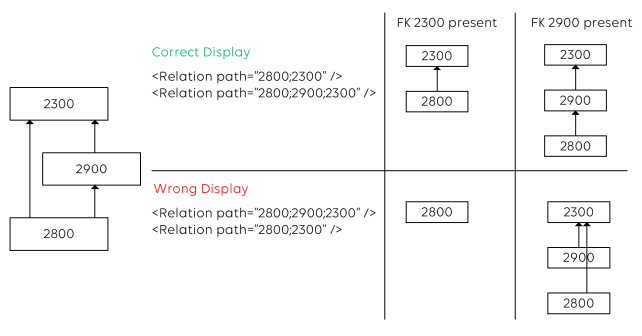 FK 2300 present
FK 2900 present
Correct Display
<Relation path="2800;2300" />
<Relation path="2800;2900;2300" />
2300
2800
2300
2900
2800
2300
2900
2800
Wrong Display
<Relation path="2800;2900;2300" />
<Relation path="2800;2300" />
2800
2300
2900
2800